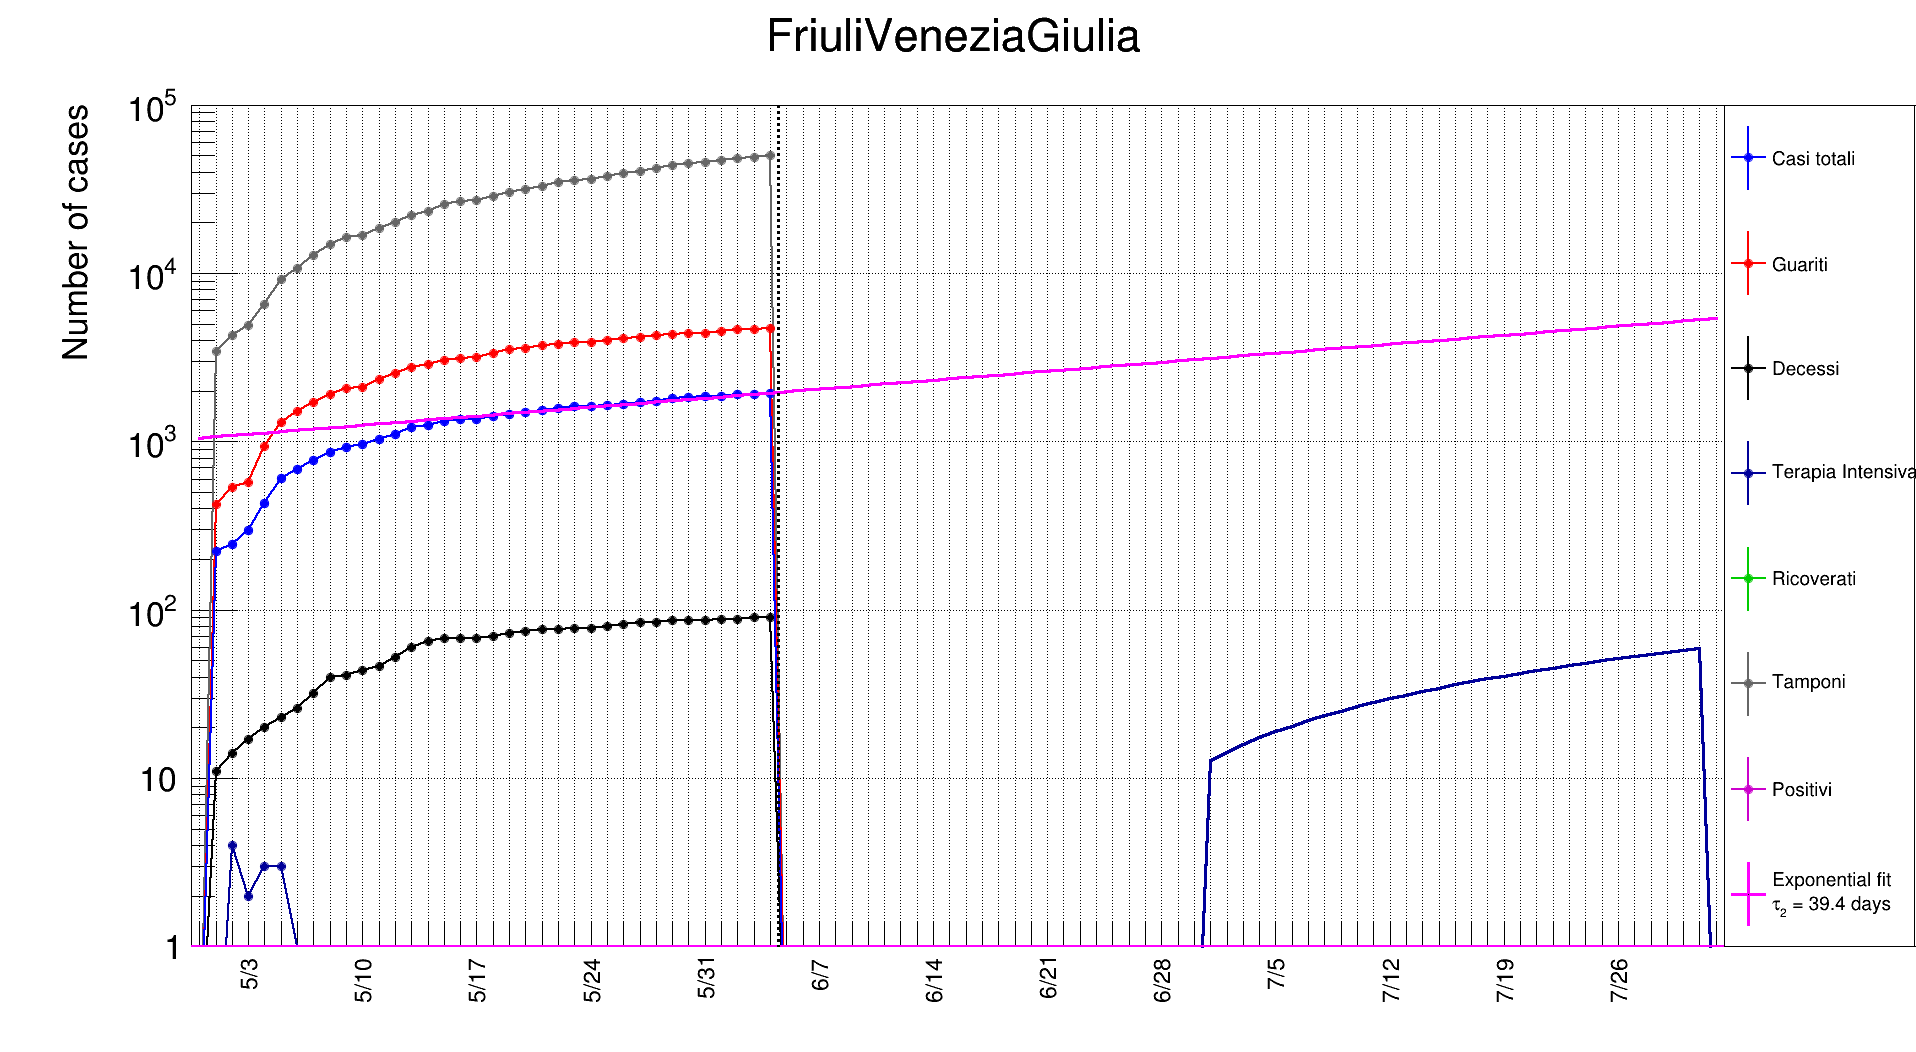 FriuliVeneziaGiulia
Number of cases
10^5
10^4
10^3
10^2
10
1
5/3
5/10
5/17
5/24
5/31
6/7
6/14
6/21
6/28
7/5
7/12
7/19
7/26
Casi totali
Guariti
Decessi
Terapia Intensiva
Ricoverati
Tamponi
Positivi
Exponential fit
τ_2 = 39.4 days